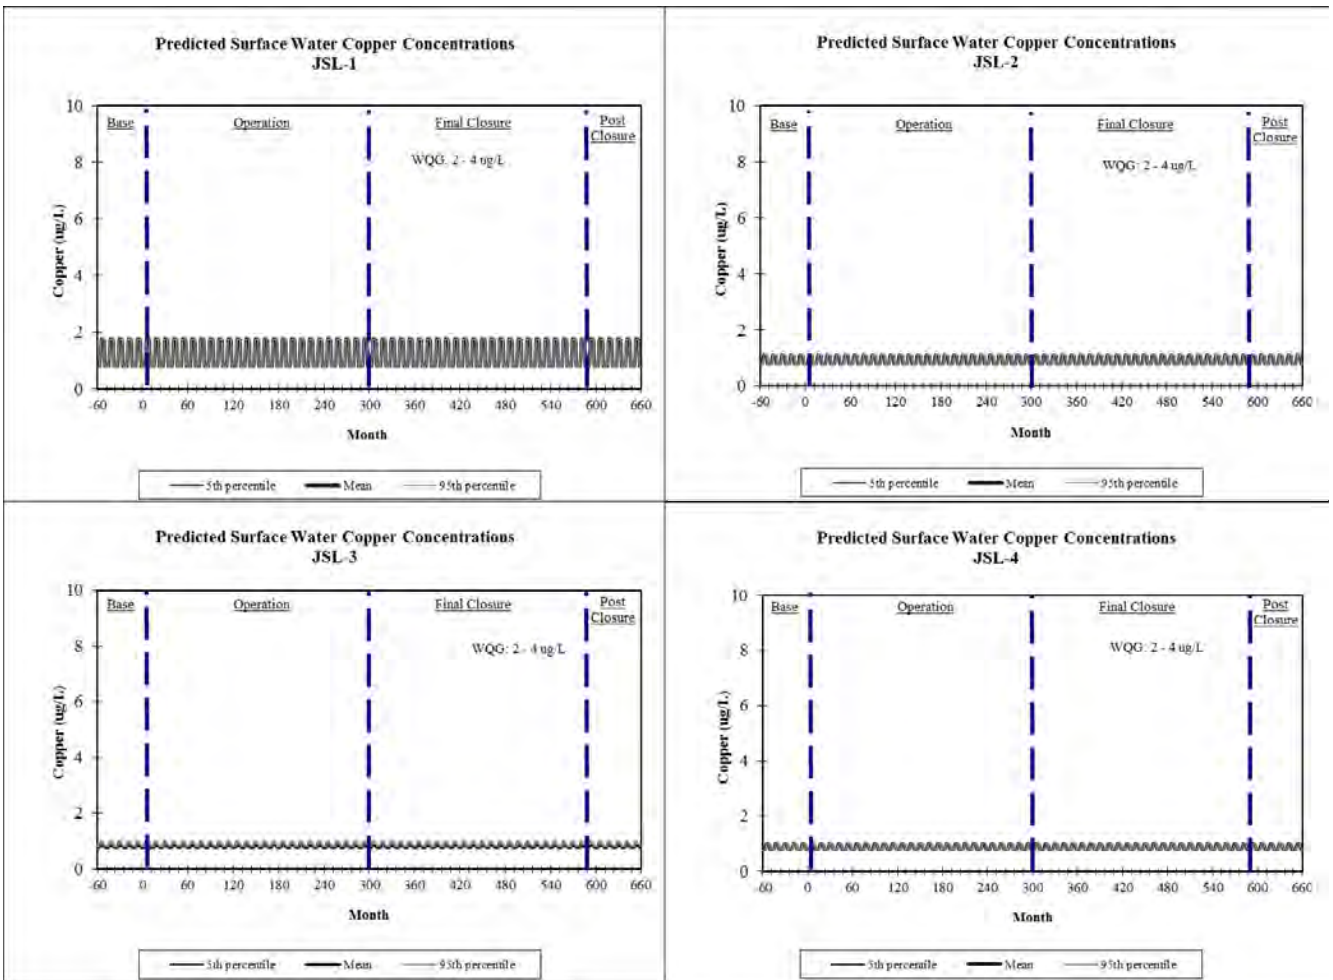 Predicted Surface Water Copper Concentrations
JSL-1
Copper (ug/L)
10
8
6
4
2
0
Base
Operation
Final Closure
Post
Closure
WQG: 2 - 4 ug/L
-60 0 60 120 180 240 300 360 420 480 540 600 660
Month
5th percentile Mean 95th percentile
Predicted Surface Water Copper Concentrations
JSL-2
Copper (ug/L)
10
8
6
4
2
0
Base
Operation
Final Closure
Post
Closure
WQG: 2 - 4 ug/L
-60 0 60 120 180 240 300 360 420 480 540 600 660
Month
5th percentile Mean 95th percentile
Predicted Surface Water Copper Concentrations
JSL-3
Copper (ug/L)
10
8
6
4
2
0
Base
Operation
Final Closure
Post
Closure
WQG: 2 - 4 ug/L
-60 0 60 120 180 240 300 360 420 480 540 600 660
Month
5th percentile Mean 95th percentile
Predicted Surface Water Copper Concentrations
JSL-4
Copper (ug/L)
10
8
6
4
2
0
Base
Operation
Final Closure
Post
Closure
WQG: 2 - 4 ug/L
-60 0 60 120 180 240 300 360 420 480 540 600 660
Month
5th percentile Mean 95th percentile